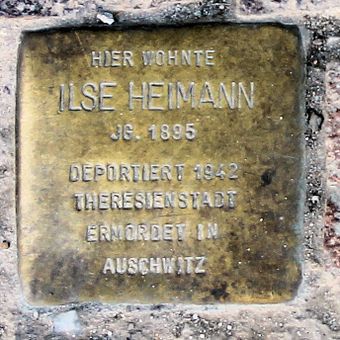 HIER WOHNTE
ILSE HEIMANN
JG. 1895
DEPORTIERT 1942
THERESIENSTADT
ERMORDET IN
AUSCHWITZ